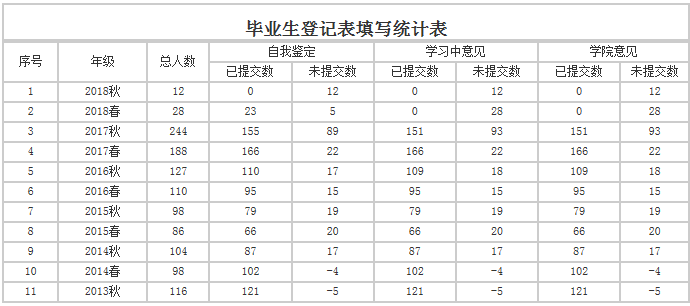 毕业生登记表填写统计表
序号 年级 总人数 自我鉴定 学习中意见 学院意见
已提交数 未提交数 已提交数 未提交数 已提交数 未提交数
1 2018秋 12 0 12 0 12 0 12
2 2018春 28 23 5 0 28 0 28
3 2017秋 244 155 89 151 93 151 93
4 2017春 188 166 22 166 22 166 22
5 2016秋 127 110 17 109 18 109 18
6 2016春 110 95 15 95 15 95 15
7 2015秋 98 79 19 79 19 79 19
8 2015春 86 66 20 66 20 66 20
9 2014秋 104 87 17 87 17 87 17
10 2014春 98 102 -4 102 -4 102 -4
11 2013秋 116 121 -5 121 -5 121 -5